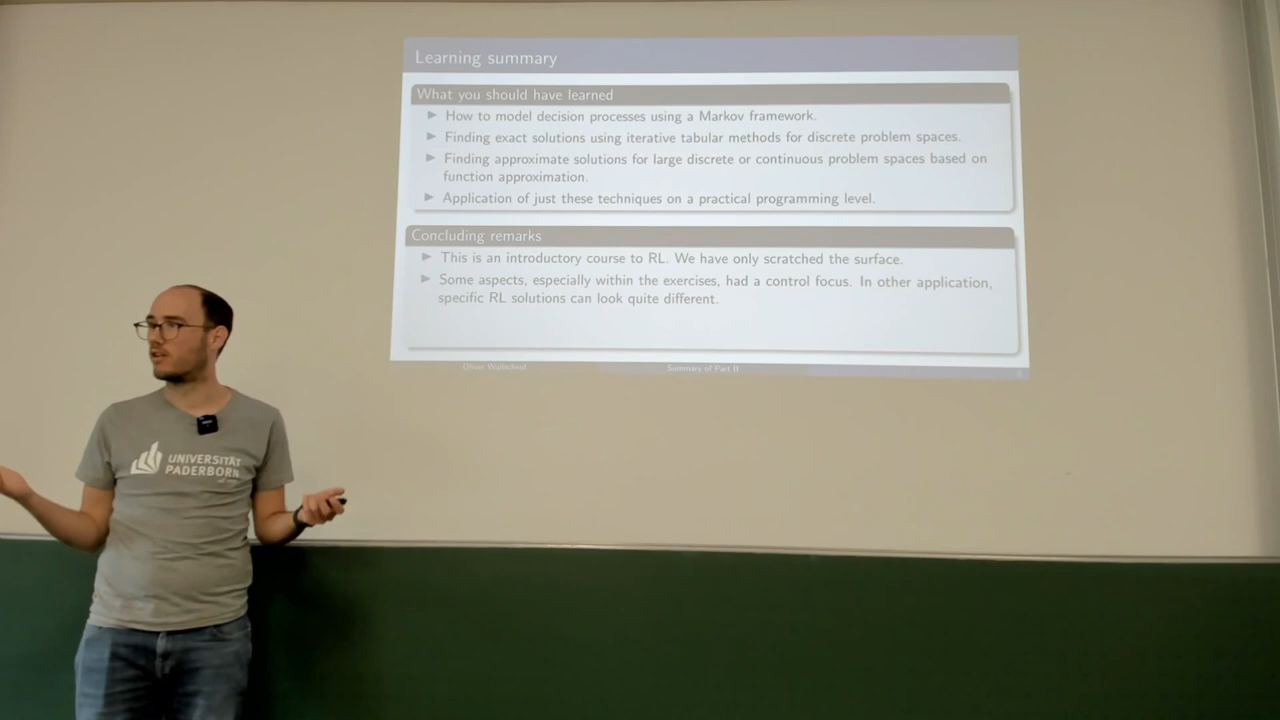 Learning summary
What you should have learned
▶ How to model decision processes using a Markov framework.
▶ Finding exact solutions using iterative tabular methods for discrete problem spaces.
▶ Finding approximate solutions for large discrete or continuous problem spaces based on
function approximation.
▶ Application of just these techniques on a practical programming level.
Concluding remarks
▶ This is an introductory course to RL. We have only scratched the surface.
▶ Some aspects, especially within the exercises, had a control focus. In other application,
specific RL solutions can look quite different.
Oliver Wallscheid Summary of Part II
UNIVERSITÄT
PADERBORN